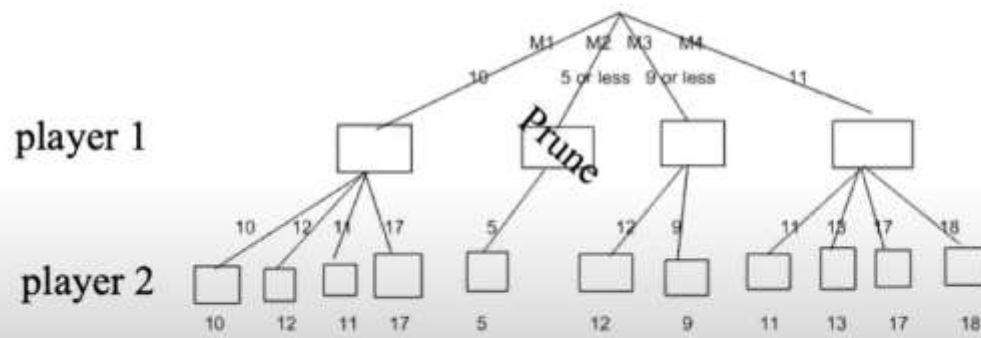 M1 M2 M3 M4
10 5 or less 9 or less 11
player 1
Prune
10 12 11 17 5 12 9 11 13 17 18
player 2
10 12 11 17 5 12 9 11 13 17 18